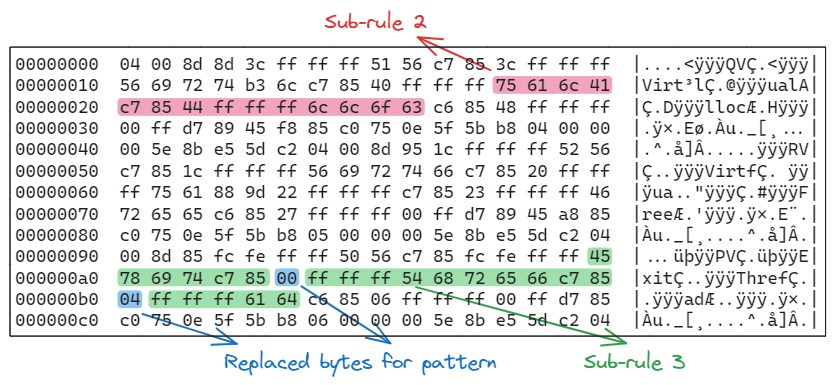 Sub-rule 2
00000000 04 00 8d 8d 3c ff ff ff 51 56 c7 85 3c ff ff ff |....<ÿÿÿQVÇ.<ÿÿÿ|
00000010 56 69 72 74 b3 6c c7 85 40 ff ff ff 75 61 6c 41 |Virt³lÇ.@ÿÿÿualA|
00000020 c7 85 44 ff ff ff 6c 6c 6f 63 c6 85 48 ff ff ff |Ç.DÿÿÿllocÆ.Hÿÿÿ|
00000030 00 ff d7 89 45 f8 85 c0 75 0e 5f 5b b8 04 00 00 |.ÿ×.Eø.Àu._[¸...|
00000040 00 5e 8b e5 5d c2 04 00 8d 95 1c ff ff ff 52 56 |.^.å]Â.....ÿÿÿRV|
00000050 c7 85 1c ff ff ff 56 69 72 74 66 c7 85 20 ff ff |Ç..ÿÿÿVirtfÇ. ÿÿ|
00000060 ff 75 61 88 9d 22 ff ff ff c7 85 23 ff ff ff 46 |ÿua.."ÿÿÿÇ.#ÿÿÿF|
00000070 72 65 65 c6 85 27 ff ff ff 00 ff d7 89 45 a8 85 |reeÆ.'ÿÿÿ.ÿ×.E¨.|
00000080 c0 75 0e 5f 5b b8 05 00 00 00 5e 8b e5 5d c2 04 |Àu._[¸....^.å]Â.|
00000090 00 8d 85 fc fe ff ff 50 56 c7 85 fc fe ff ff 45 |...üþÿÿPVÇ.üþÿÿE|
000000a0 78 69 74 c7 85 00 ff ff ff 54 68 72 65 66 c7 85 |xitÇ..ÿÿÿThrefÇ.|
000000b0 04 ff ff ff 61 64 c6 85 06 ff ff ff 00 ff d7 85 |.ÿÿÿadÆ..ÿÿÿ.ÿ×.|
000000c0 c0 75 0e 5f 5b b8 06 00 00 00 5e 8b e5 5d c2 04 |Àu._[¸....^.å]Â.|
Replaced bytes for pattern
Sub-rule 3